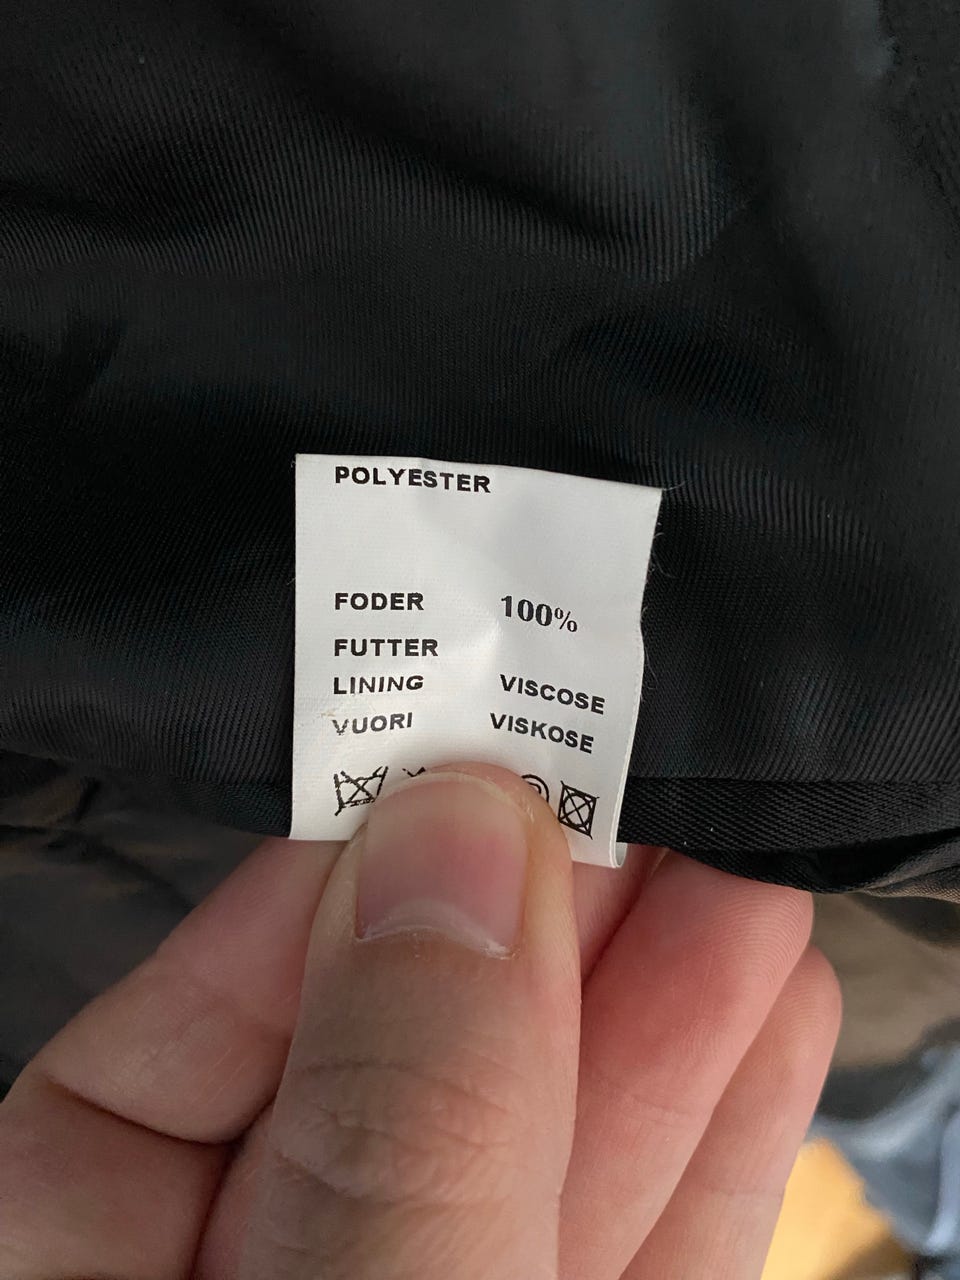 POLYESTER
FODER 100%
FUTTER
LINING VISCOSE
VUORI VISKOSE